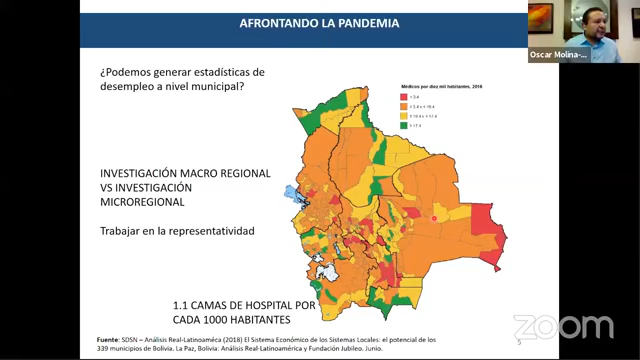 AFRONTANDO LA PANDEMIA
Oscar Molina-
¿Podemos generar estadísticas de
desempleo a nivel municipal?
Médicos por diez mil habitantes, 2016
INVESTIGACIÓN MACRO REGIONAL
VS INVESTIGACIÓN
MICROREGIONAL
Trabajar en la representatividad
1.1 CAMAS DE HOSPITAL POR
CADA 1000 HABITANTES
Fuente: SDSN – Análisis Real-Latinoaméca (2018) El Sistema Económico de los Sistemas Locales: el potencial de los
339 municipios de Bolivia. La Paz, Bolivia: Análisis Real-Latinoamérica y Fundación Jubileo. Junio.
5
zoom